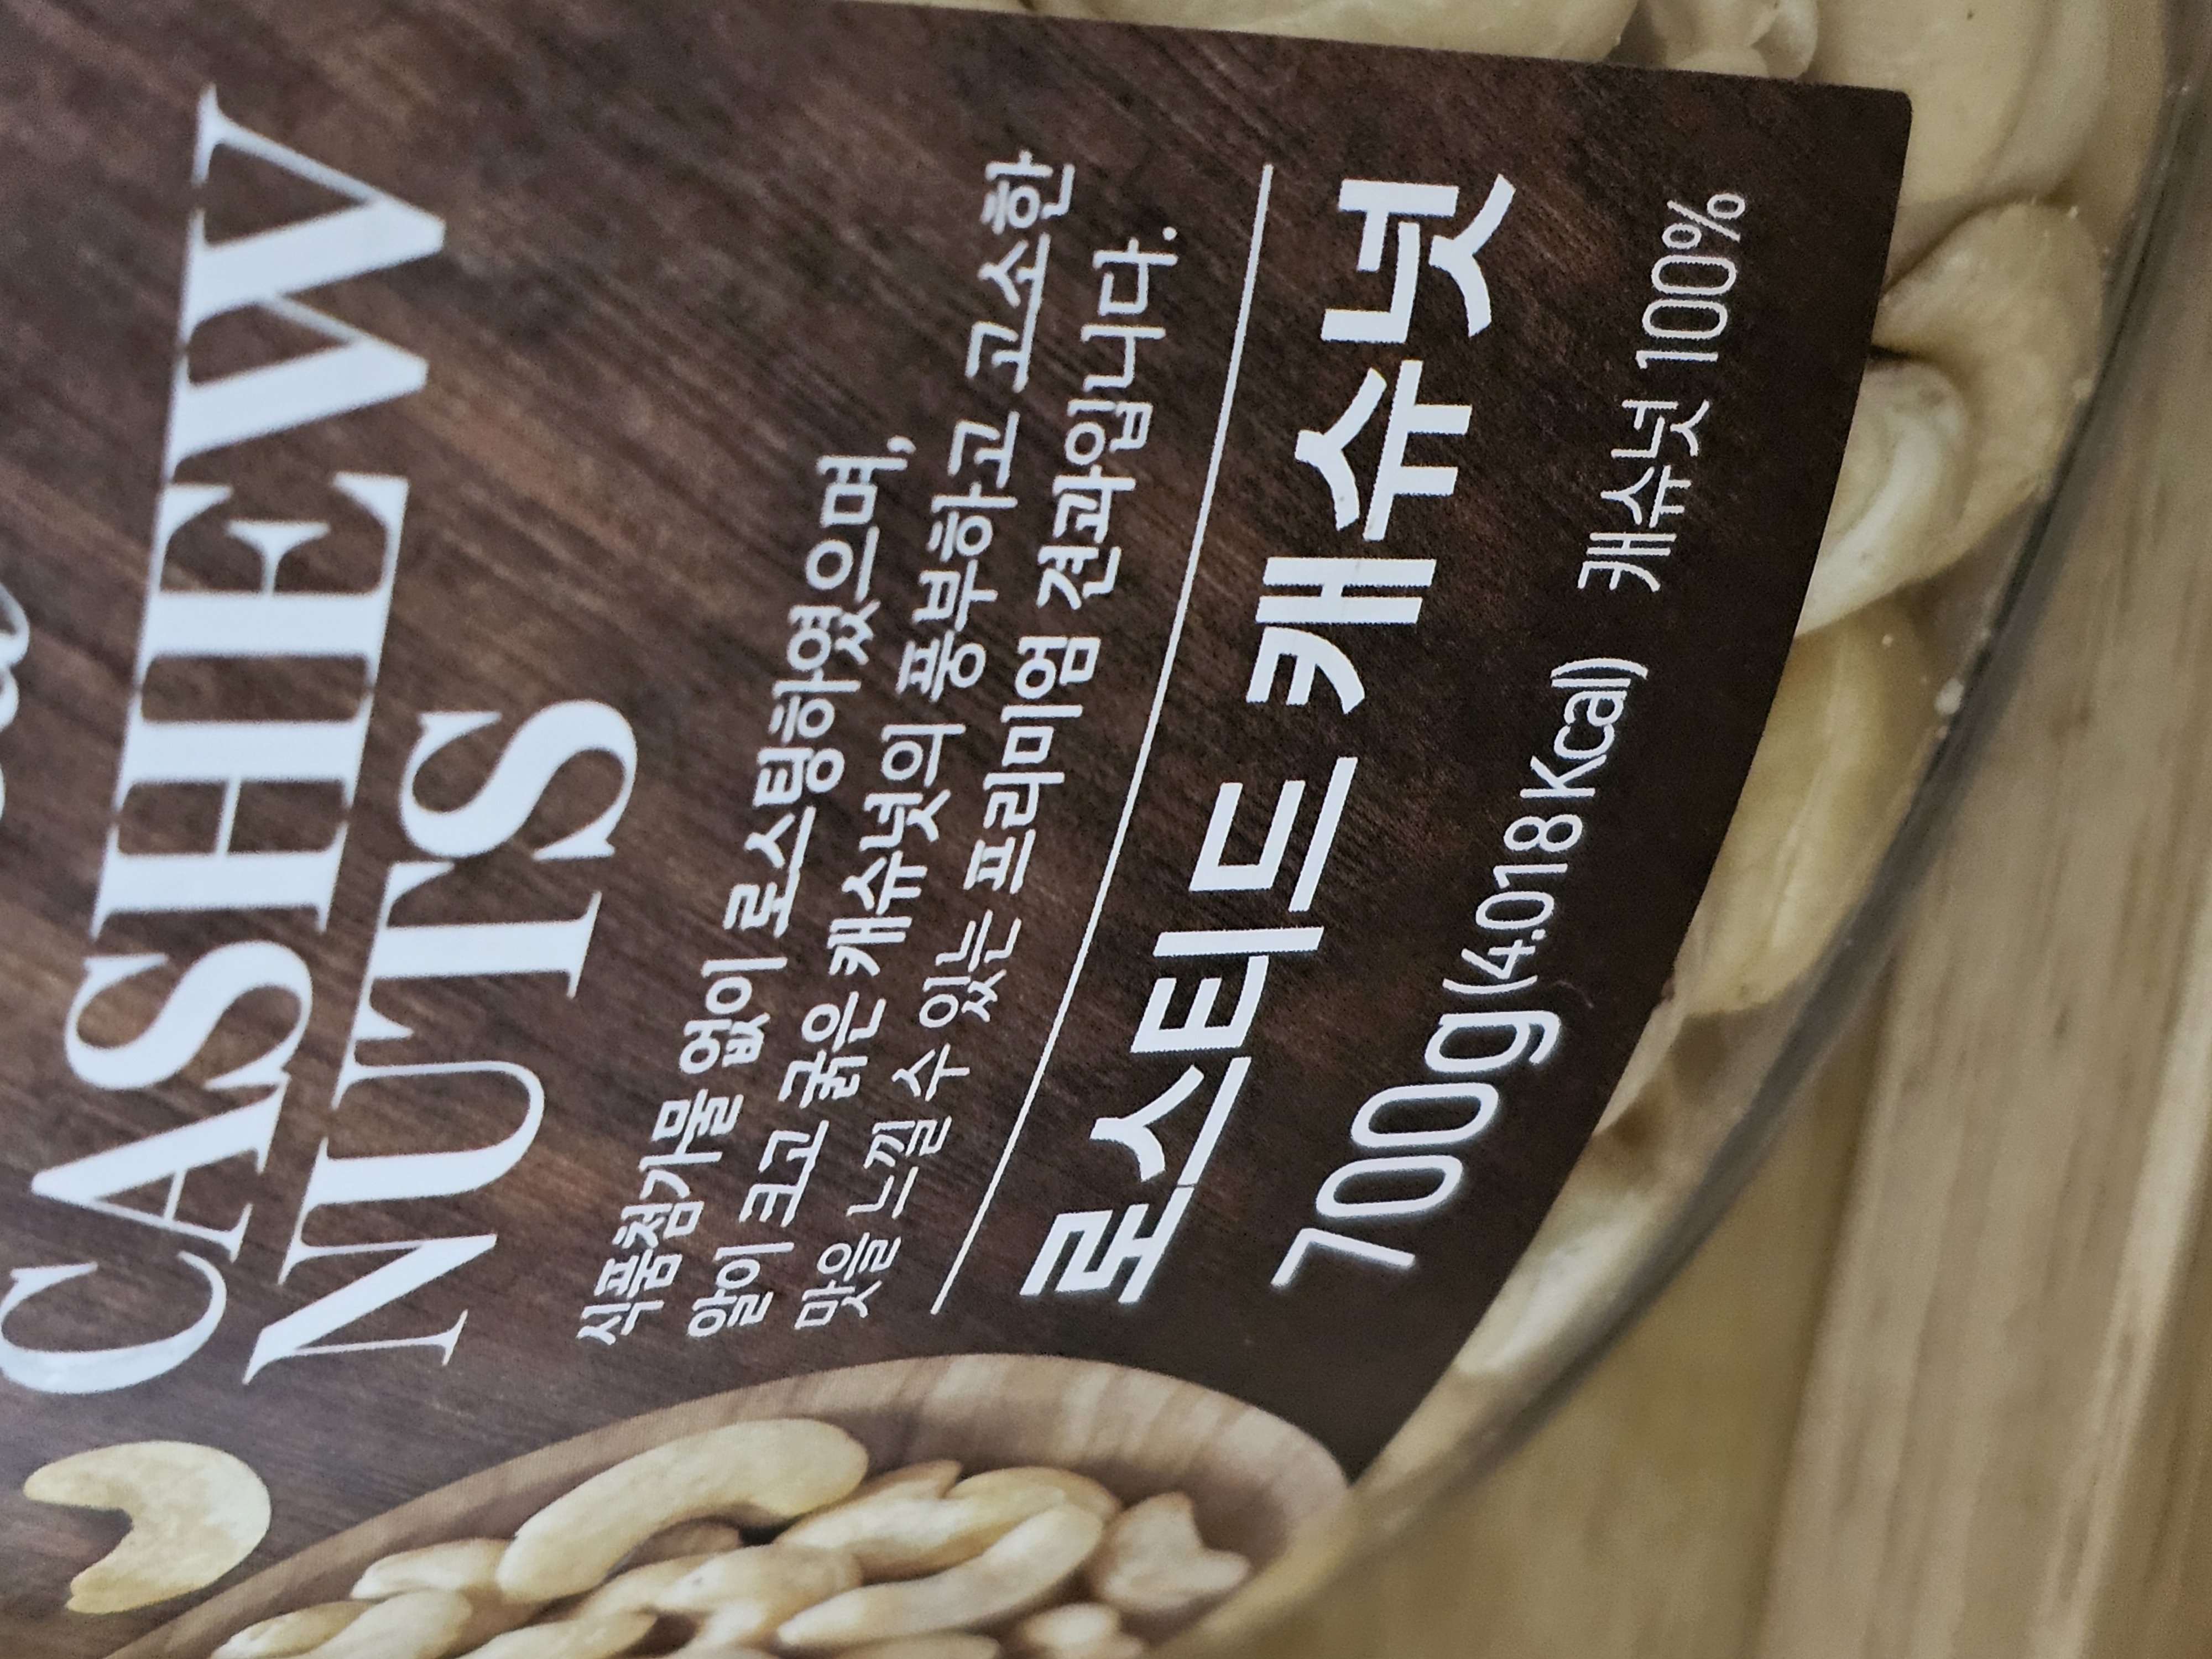 CASHEW
NUTS
식품첨가물 없이 로스팅하였으며,
알이 크고 굵은 캐슈넛의 풍부하고 고소한
맛을 느낄 수 있는 프리미엄 견과입니다.
로스티드 캐슈넛
700g (4.018 Kcal) 캐슈넛 100%